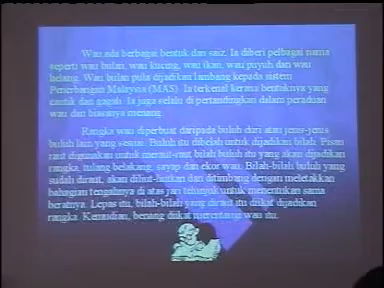 Wau ada berbagai bentuk dan saiz. Ia diberi pelbagai nama
seperti wau bulan, wau kucing, wau ikan, wau puyuh dan wau
helang. Wau bulan pula dijadikan lambang kepada sistem
Penerbangan Malaysia (MAS). Ia terkenal kerana bentuknya yang
cantik dan gagah. Ia juga selalu di pertandingkan dalam peraduan
wau dan biasanya menang.
Rangka wau diperbuat daripada buluh duri atau jenis-jenis
buluh lain yang sesuai. Buluh itu dibelah untuk dijadikan bilah. Pisau
raut digunakan untuk meraut-raut bilah buluh itu yang akan dijadikan
rangka, tulang belakang, sayap dan ekor wau. Bilah-bilah buluh yang
sudah diraut, akan dilout-lautkan dan ditimbang dengan meletakkan
bahagian tengahnya di atas jari telunjuk untuk menentukan sama
beratnya. Lepas itu, bilah-bilah yang diraut itu diikat dijadikan
rangka. Kemudian, benang diikat merentangi wau itu.